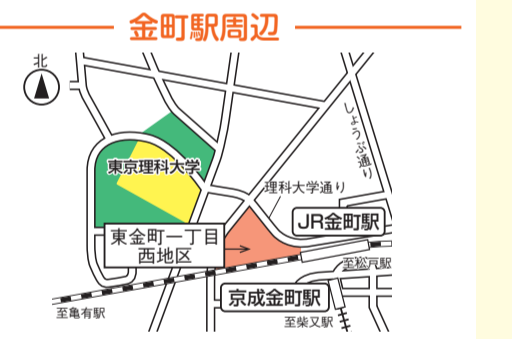 金町駅周辺
北
しょうぶ通り
東京理科大学
理科大学通り
JR金町駅
東金町一丁目
西地区
至松戸駅
京成金町駅
至亀有駅
至柴又駅